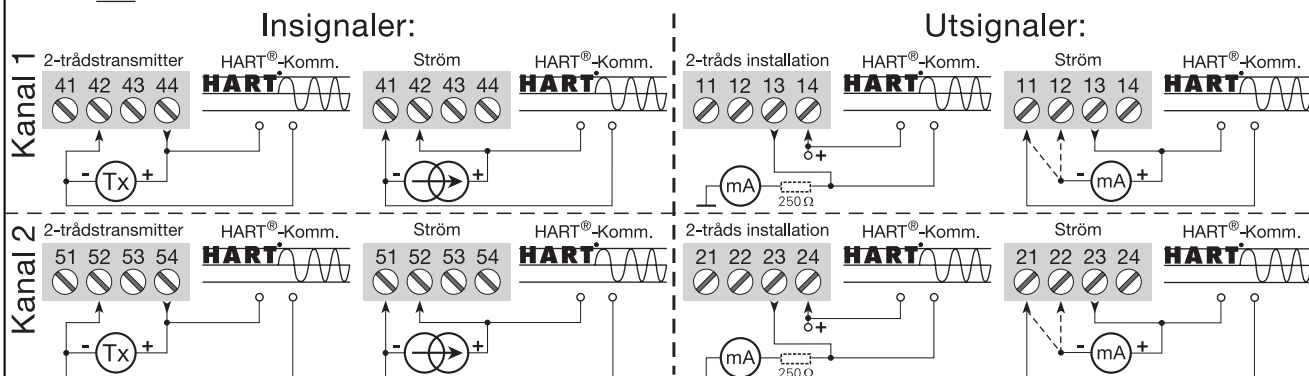 Insignaler: Utsignaler:
Kanal 1
2-trådstransmitter HART®-Komm. Ström HART®-Komm. 2-tråds installation HART®-Komm. Ström HART®-Komm.
41 42 43 44 HART 41 42 43 44 HART 11 12 13 14 HART 11 12 13 14 HART
- Tx + - + + mA 250 Ω - mA +
Kanal 2
2-trådstransmitter HART®-Komm. Ström HART®-Komm. 2-tråds installation HART®-Komm. Ström HART®-Komm.
51 52 53 54 HART 51 52 53 54 HART 21 22 23 24 HART 21 22 23 24 HART
- Tx + - + + mA 250 Ω - mA +